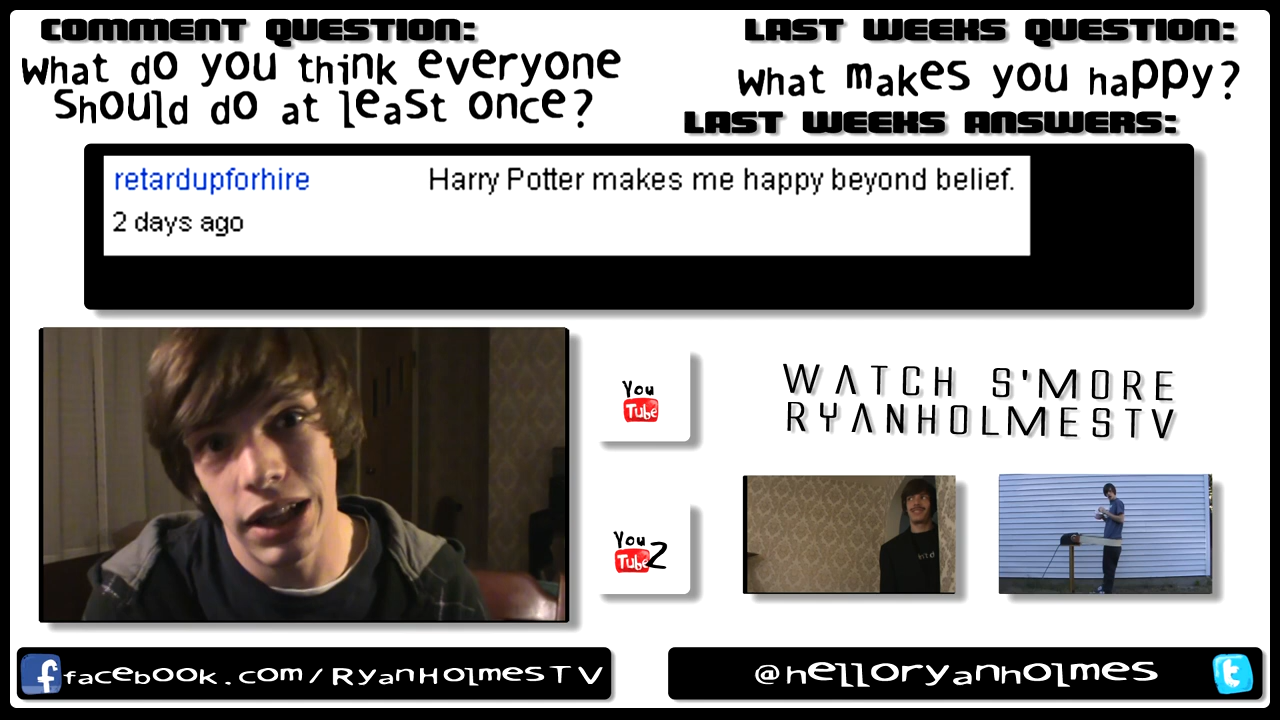 COMMENT QUESTION:
What do you think everyone
Should do at least once?
LAST WEEKS QUESTION:
What makes you happy?
LAST WEEKS ANSWERS:
retardupforhire Harry Potter makes me happy beyond belief.
2 days ago
You
Tube
WATCH S'MORE
RYANHOLMESTV
You
Tube2
facebook.com/RyanHolmesTV
@helloryanholmes